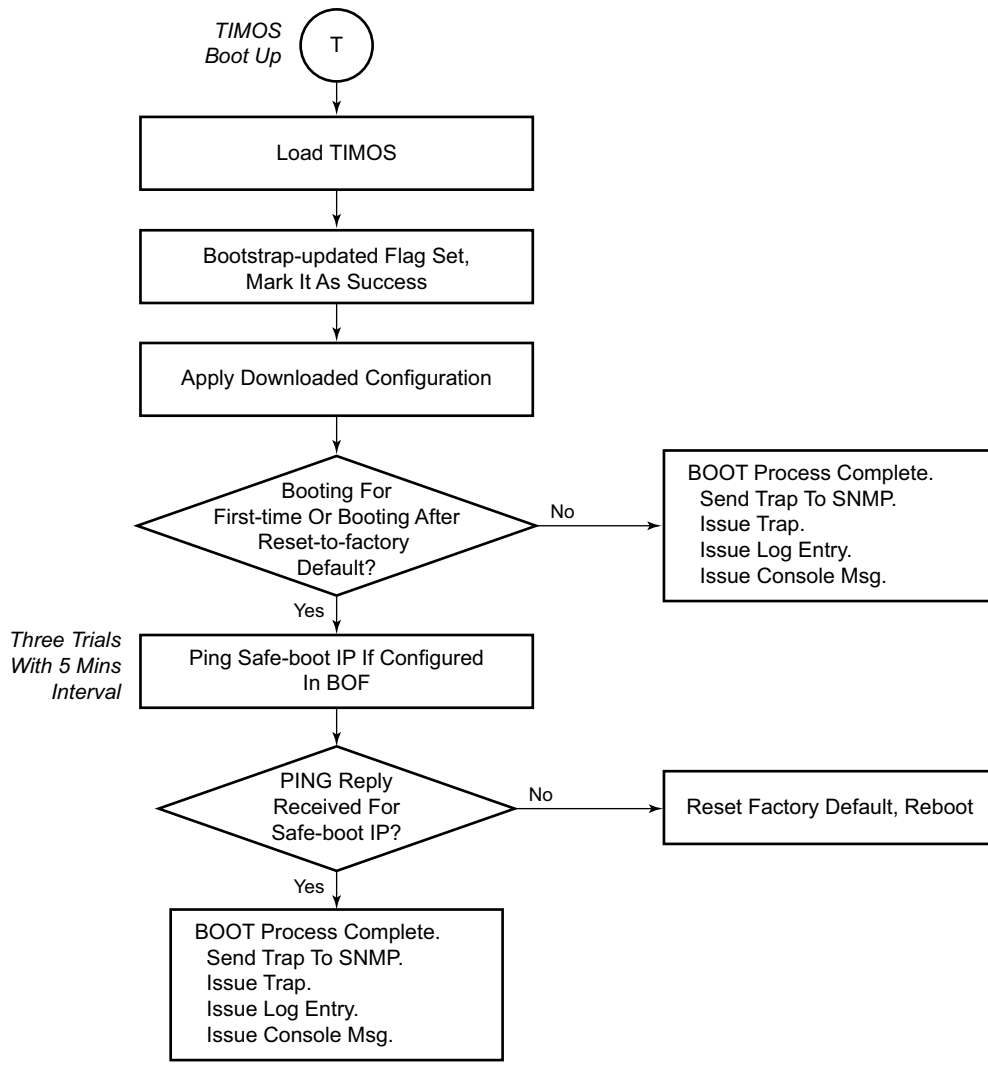 TIMOS
Boot Up
T
Load TIMOS
Bootstrap-updated Flag Set,
Mark It As Success
Apply Downloaded Configuration
Booting For
First-time Or Booting After
Reset-to-factory
Default?
No
BOOT Process Complete.
Send Trap To SNMP.
Issue Trap.
Issue Log Entry.
Issue Console Msg.
Yes
Three Trials
With 5 Mins
Interval
Ping Safe-boot IP If Configured
In BOF
PING Reply
Received For
Safe-boot IP?
No
Reset Factory Default, Reboot
Yes
BOOT Process Complete.
Send Trap To SNMP.
Issue Trap.
Issue Log Entry.
Issue Console Msg.